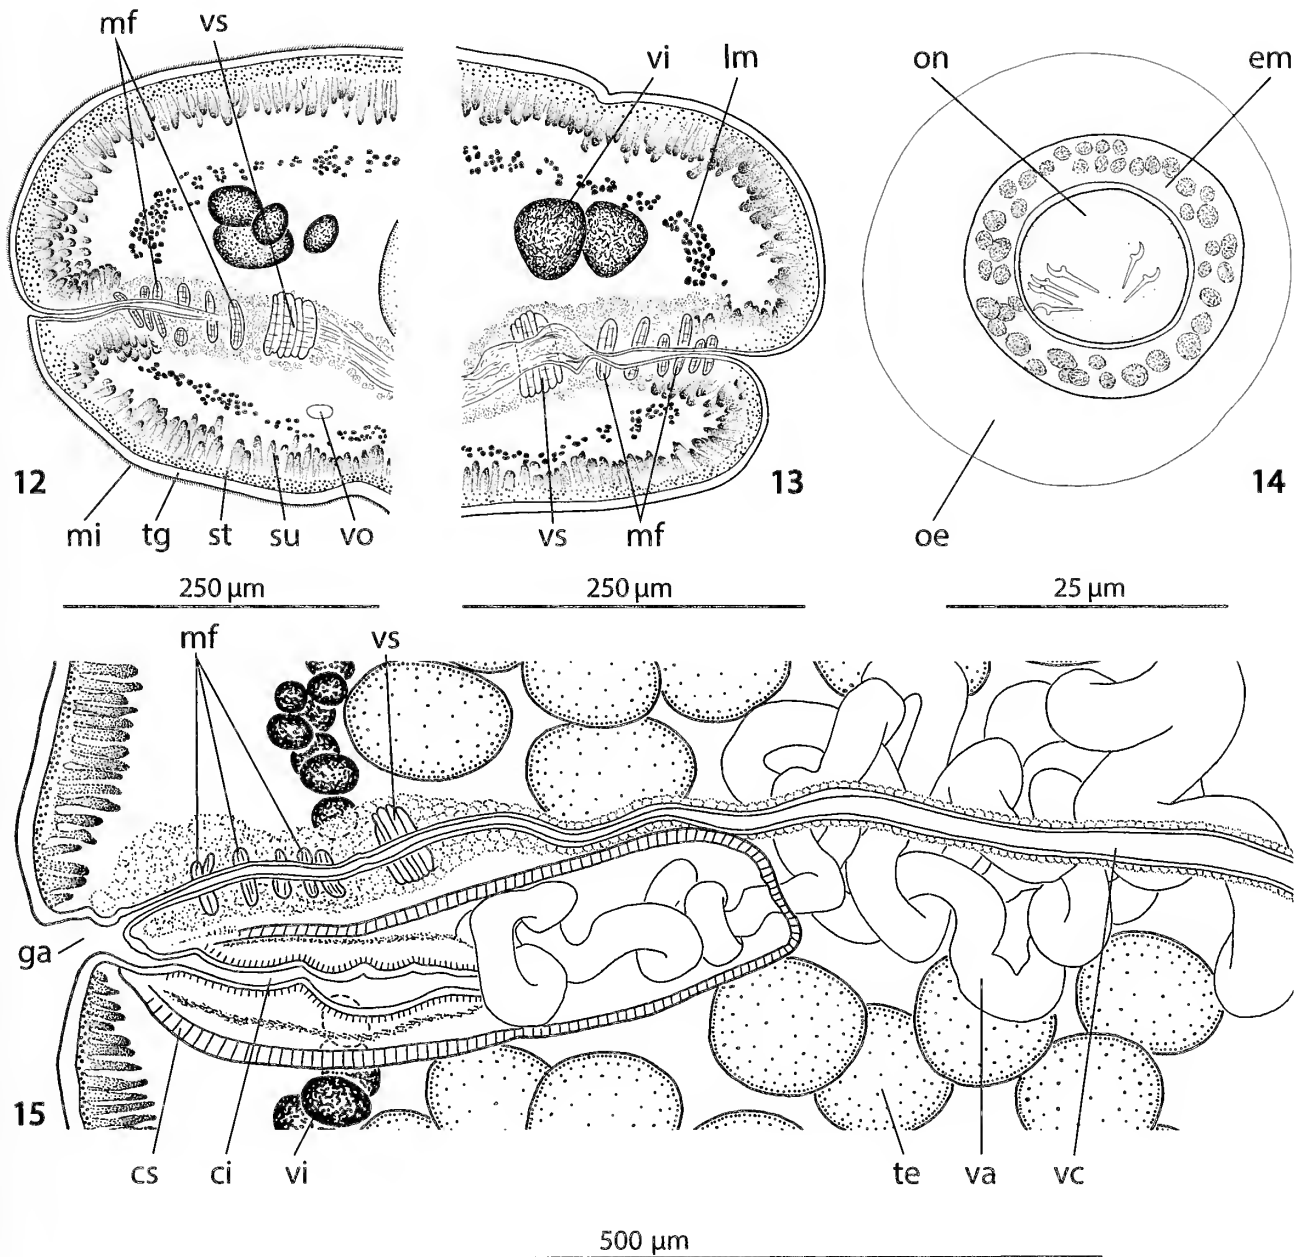 mf vs vi lm on em
12 13 14
mi tg st su vo vs mf oe
250 µm 250 µm 25 µm
mf vs
ga
15
cs ci vi te va vc
500 µm